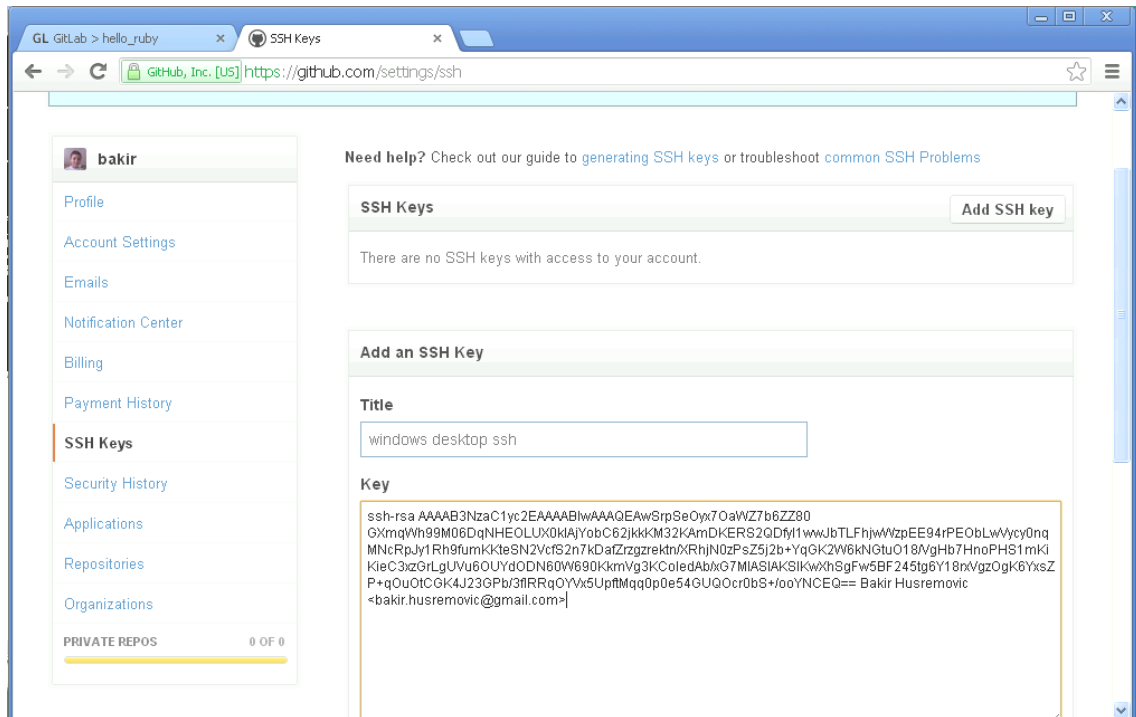 GL GitLab > hello_ruby
SSH Keys
GitHub, Inc. [US] https://github.com/settings/ssh
bakir
Profile
Account Settings
Emails
Notification Center
Billing
Payment History
SSH Keys
Security History
Applications
Repositories
Organizations
PRIVATE REPOS 0 OF 0
Need help? Check out our guide to generating SSH keys or troubleshoot common SSH Problems
SSH Keys
Add SSH key
There are no SSH keys with access to your account.
Add an SSH Key
Title
windows desktop ssh
Key
ssh-rsa AAAAB3NzaC1yc2EAAAABIwAAAQEAwSrpSeOyx7OaWZ7b6ZZ80
GXmqWh99M06DqNHEOLUX0klAjYobC62jkkKM32KAmDKERS2QDfyl1wwJbTLFhjwWzpEE94rPEObLwVycy0nq
MNcRpJy1Rh9fumKKteSN2VcfS2n7kDafZrzgzrektn/XRhjN0zPsZ5j2b+YqGK2W6kNGtuO18/VgHb7HnoPHS1mKi
KieC3xzGrLgUVu6OUYdODN60W690KkmVg3KColedAb/xG7MlASlAKSlKwXhSgFw5BF245tg6Y18rxVgzOgK6YxsZ
P+qOuOtCGK4J23GPb/3flRRqOYVx5UpftMqq0p0e54GUQOcr0bS+/ooYNCEQ== Bakir Husremovic
<bakir.husremovic@gmail.com>